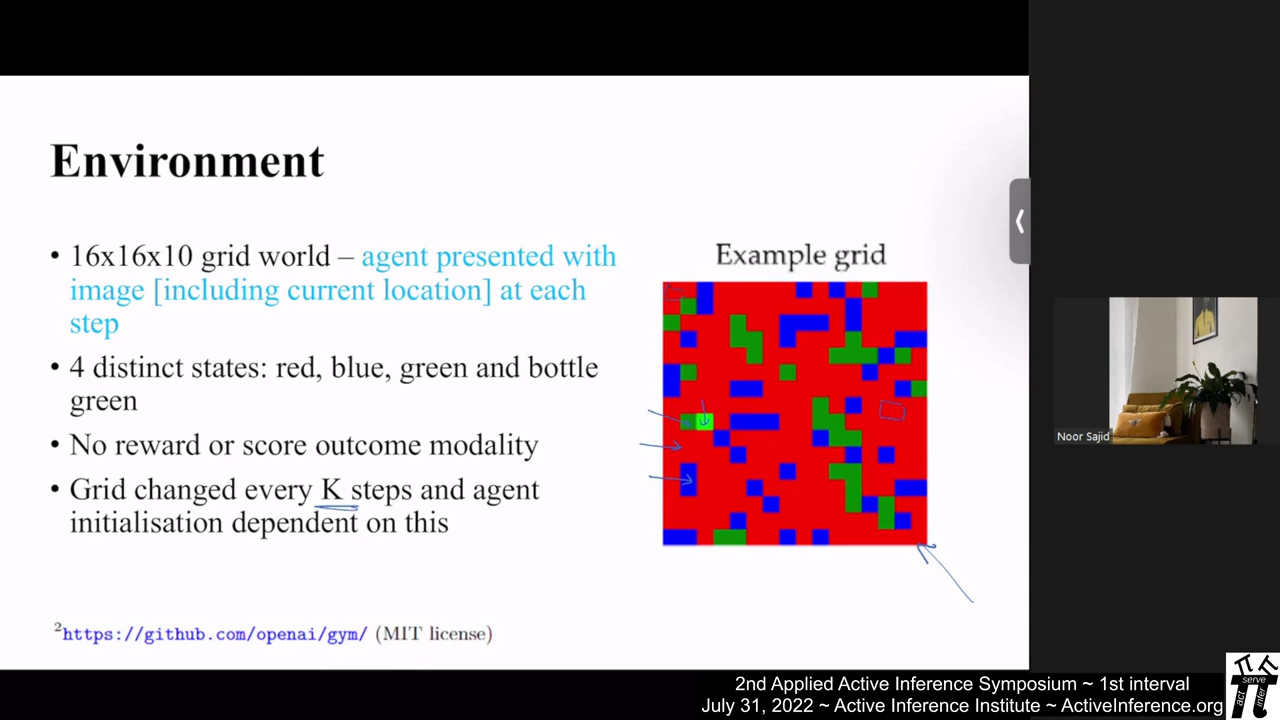 Environment
• 16x16x10 grid world – agent presented with
image [including current location] at each
step
• 4 distinct states: red, blue, green and bottle
green
• No reward or score outcome modality
• Grid changed every K steps and agent
initialisation dependent on this
Example grid
2https://github.com/openai/gym/ (MIT license)
Noor Sajid
2nd Applied Active Inference Symposium ~ 1st interval
July 31, 2022 ~ Active Inference Institute ~ ActiveInference.org
act
serve
infer